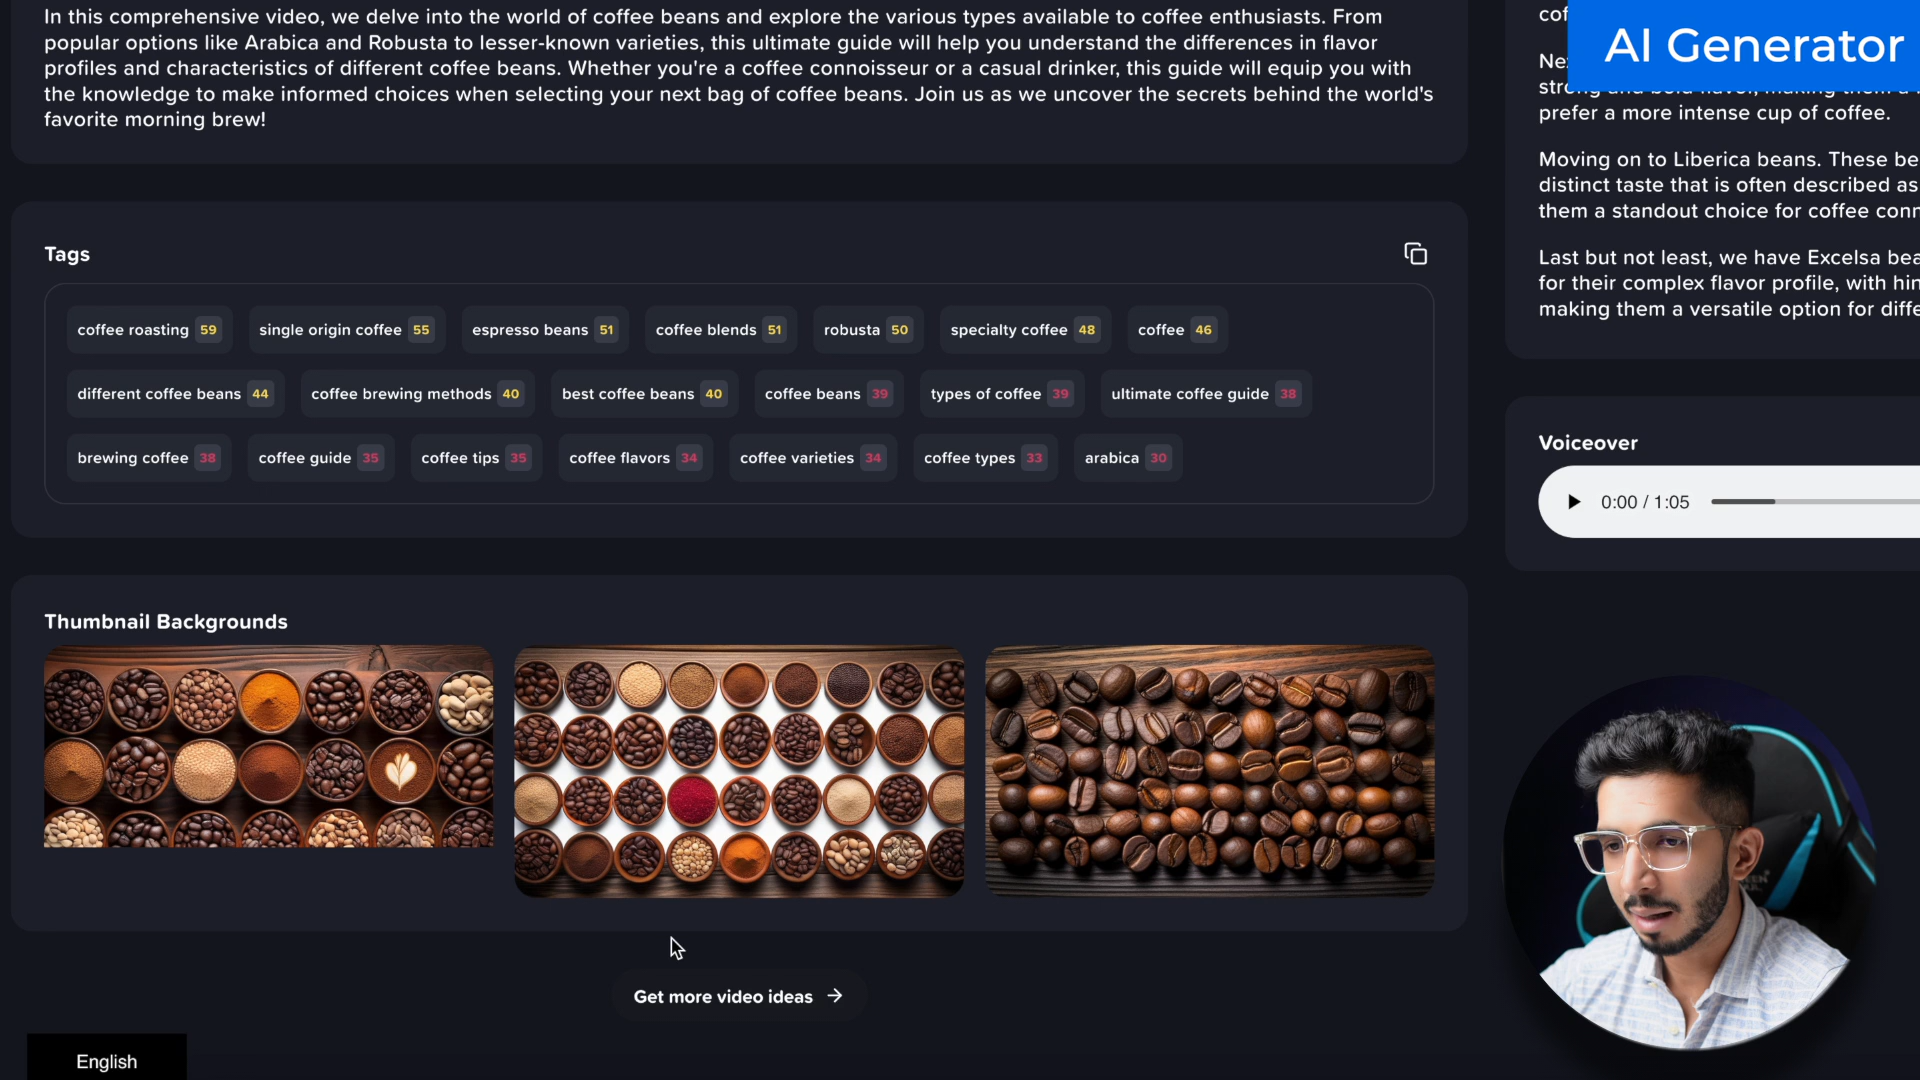 In this comprehensive video, we delve into the world of coffee beans and explore the various types available to coffee enthusiasts. From
popular options like Arabica and Robusta to lesser-known varieties, this ultimate guide will help you understand the differences in flavor
profiles and characteristics of different coffee beans. Whether you're a coffee connoisseur or a casual drinker, this guide will equip you with
the knowledge to make informed choices when selecting your next bag of coffee beans. Join us as we uncover the secrets behind the world's
favorite morning brew!
Tags
coffee roasting 59 single origin coffee 55 espresso beans 51 coffee blends 51 robusta 50 specialty coffee 48 coffee 46
different coffee beans 44 coffee brewing methods 40 best coffee beans 40 coffee beans 39 types of coffee 39 ultimate coffee guide 38
brewing coffee 38 coffee guide 35 coffee tips 35 coffee flavors 34 coffee varieties 34 coffee types 33 arabica 30
Thumbnail Backgrounds
Get more video ideas →
English
AI Generator
strong and bold flavor, making them a
prefer a more intense cup of coffee.
Moving on to Liberica beans. These be
distinct taste that is often described as
them a standout choice for coffee conn
Last but not least, we have Excelsa bea
for their complex flavor profile, with hin
making them a versatile option for diffe
Voiceover
0:00 / 1:05